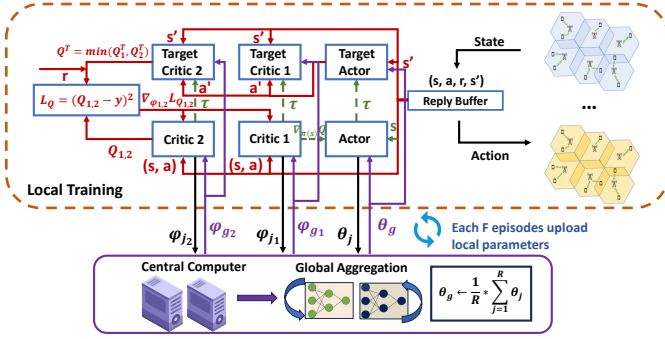 Q^T = min(Q_1^T, Q_2^T)
r
L_Q = (Q_{1,2} − y)^2
Q_{1,2}
∇_{φ_{1,2}} L_{Q_{1,2}}
s'
s'
s'
Target
Critic 2
Target
Critic 1
Target
Actor
a'
a'
τ
τ
τ
Critic 2
Critic 1
∇_{π(s)}Q
Actor
s
(s, a)
(s, a)
State
(s, a, r, s')
Reply Buffer
Action
...
Local Training
φ_{j_2}
φ_{g_2}
φ_{j_1}
φ_{g_1}
θ_j
θ_g
Each F episodes upload
local parameters
Central Computer
Global Aggregation
θ_g ← 1/R * ∑_{j=1}^{R} θ_j